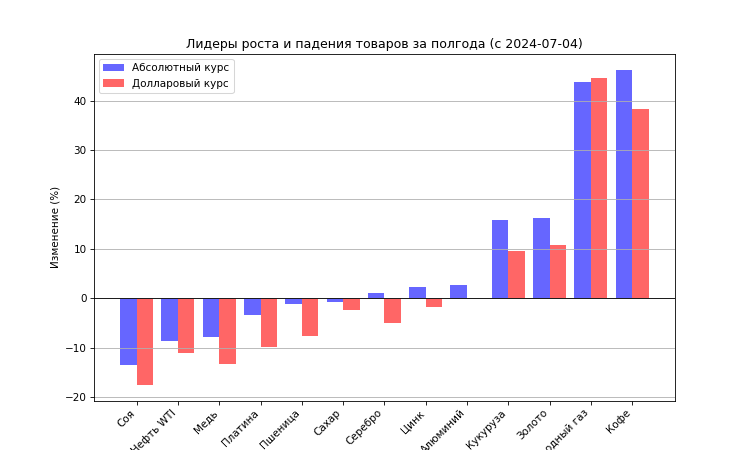 Лидеры роста и падения товаров за полгода (с 2024-07-04)
Абсолютный курс
Долларовый курс
Изменение (%)
40
30
20
10
0
−10
−20
Соя
Нефть WTI
Медь
Платина
Пшеница
Сахар
Серебро
Цинк
Алюминий
Кукуруза
Золото
одный газ
Кофе